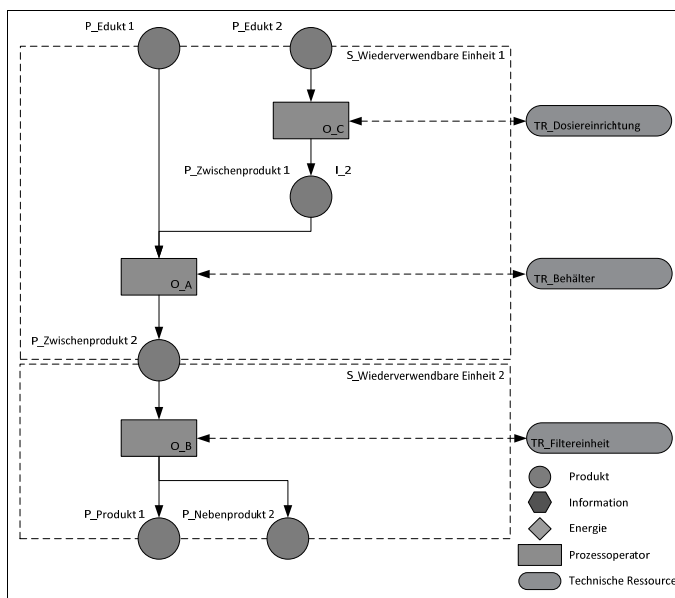 P_Edukt 1
P_Edukt 2
S_Wiederverwendbare Einheit 1
O_C
TR_Dosiereinrichtung
P_Zwischenprodukt 1
I_2
O_A
TR_Behälter
P_Zwischenprodukt 2
S_Wiederverwendbare Einheit 2
O_B
TR_Filtereinheit
Produkt
Information
P_Produkt 1
P_Nebenprodukt 2
Energie
Prozessoperator
Technische Ressource